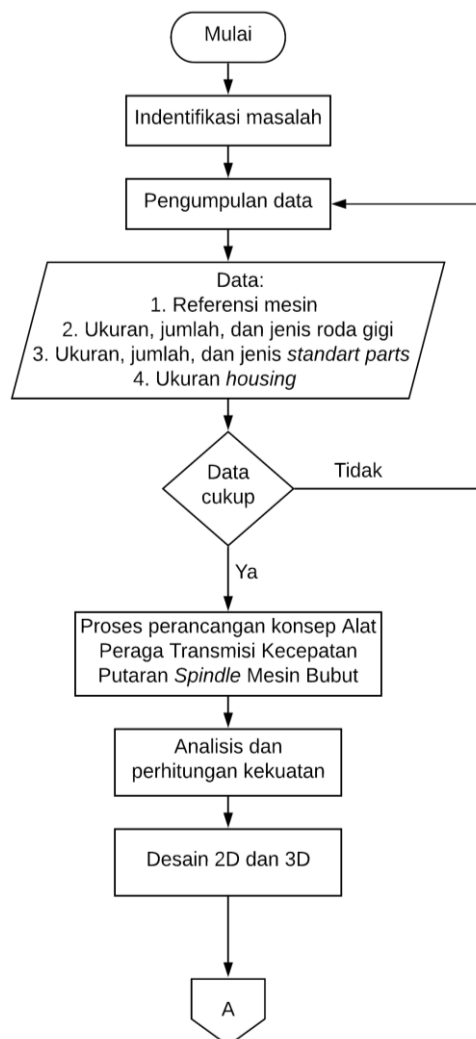 Mulai
Indentifikasi masalah
Pengumpulan data
Data:
1. Referensi mesin
2. Ukuran, jumlah, dan jenis roda gigi
3. Ukuran, jumlah, dan jenis standart parts
4. Ukuran housing
Data
cukup
Tidak
Ya
Proses perancangan konsep Alat
Peraga Transmisi Kecepatan
Putaran Spindle Mesin Bubut
Analisis dan
perhitungan kekuatan
Desain 2D dan 3D
A